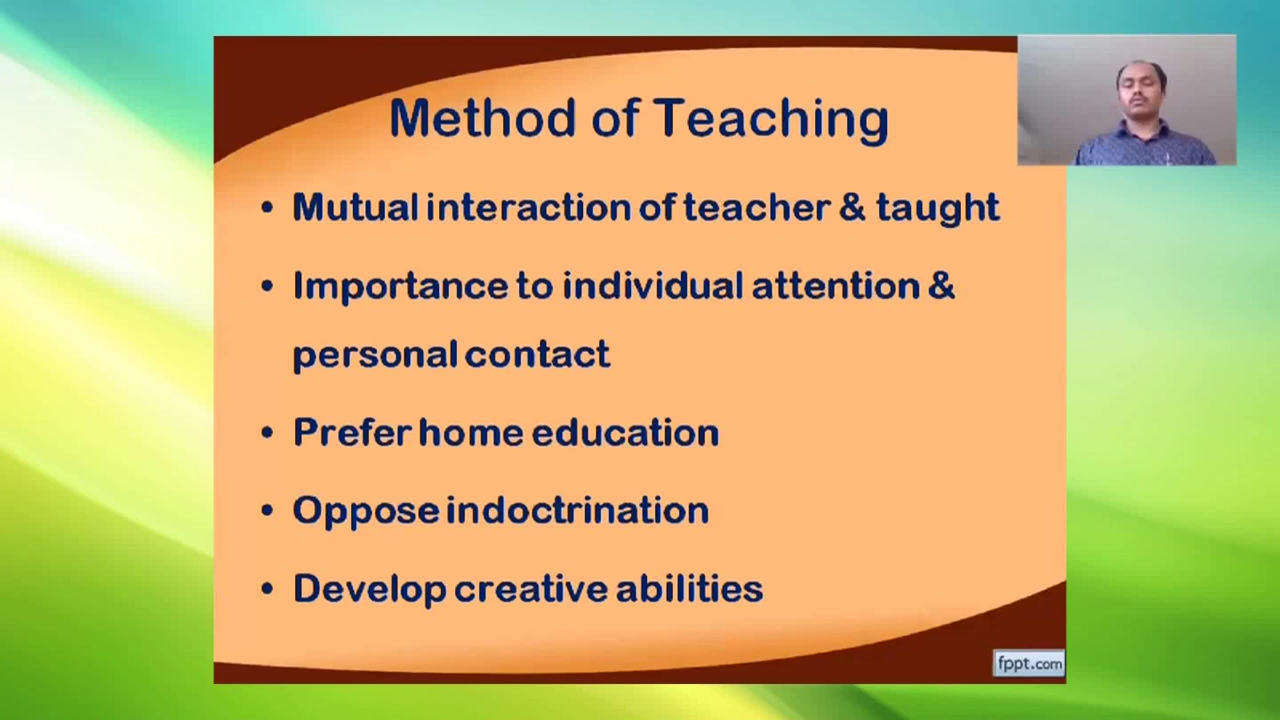 Method of Teaching
• Mutual interaction of teacher & taught
• Importance to individual attention &
personal contact
• Prefer home education
• Oppose indoctrination
• Develop creative abilities
fppt.com